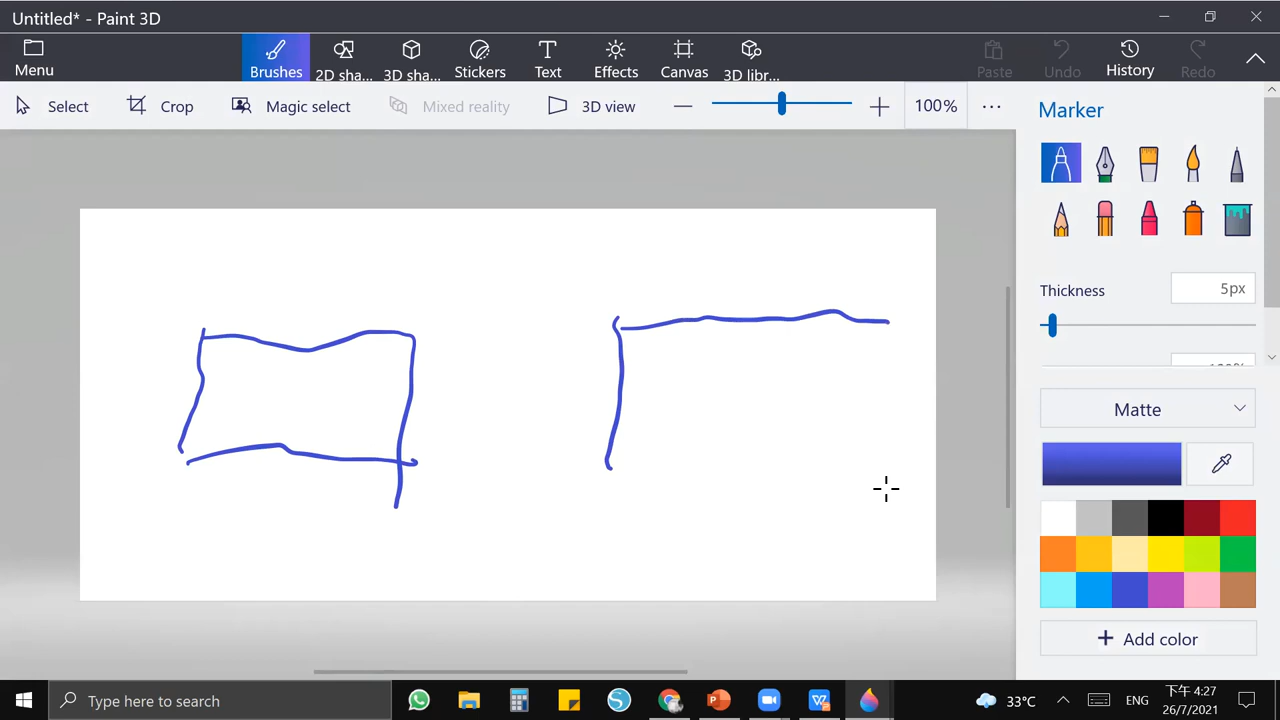 Untitled* - Paint 3D
Menu
Brushes
2D sha...
3D sha...
Stickers
Text
Effects
Canvas
3D libr...
Paste
Undo
History
Redo
Select
Crop
Magic select
Mixed reality
3D view
100%
Marker
Thickness
5px
Matte
Add color
Type here to search
33°C
ENG
下午 4:27
26/7/2021